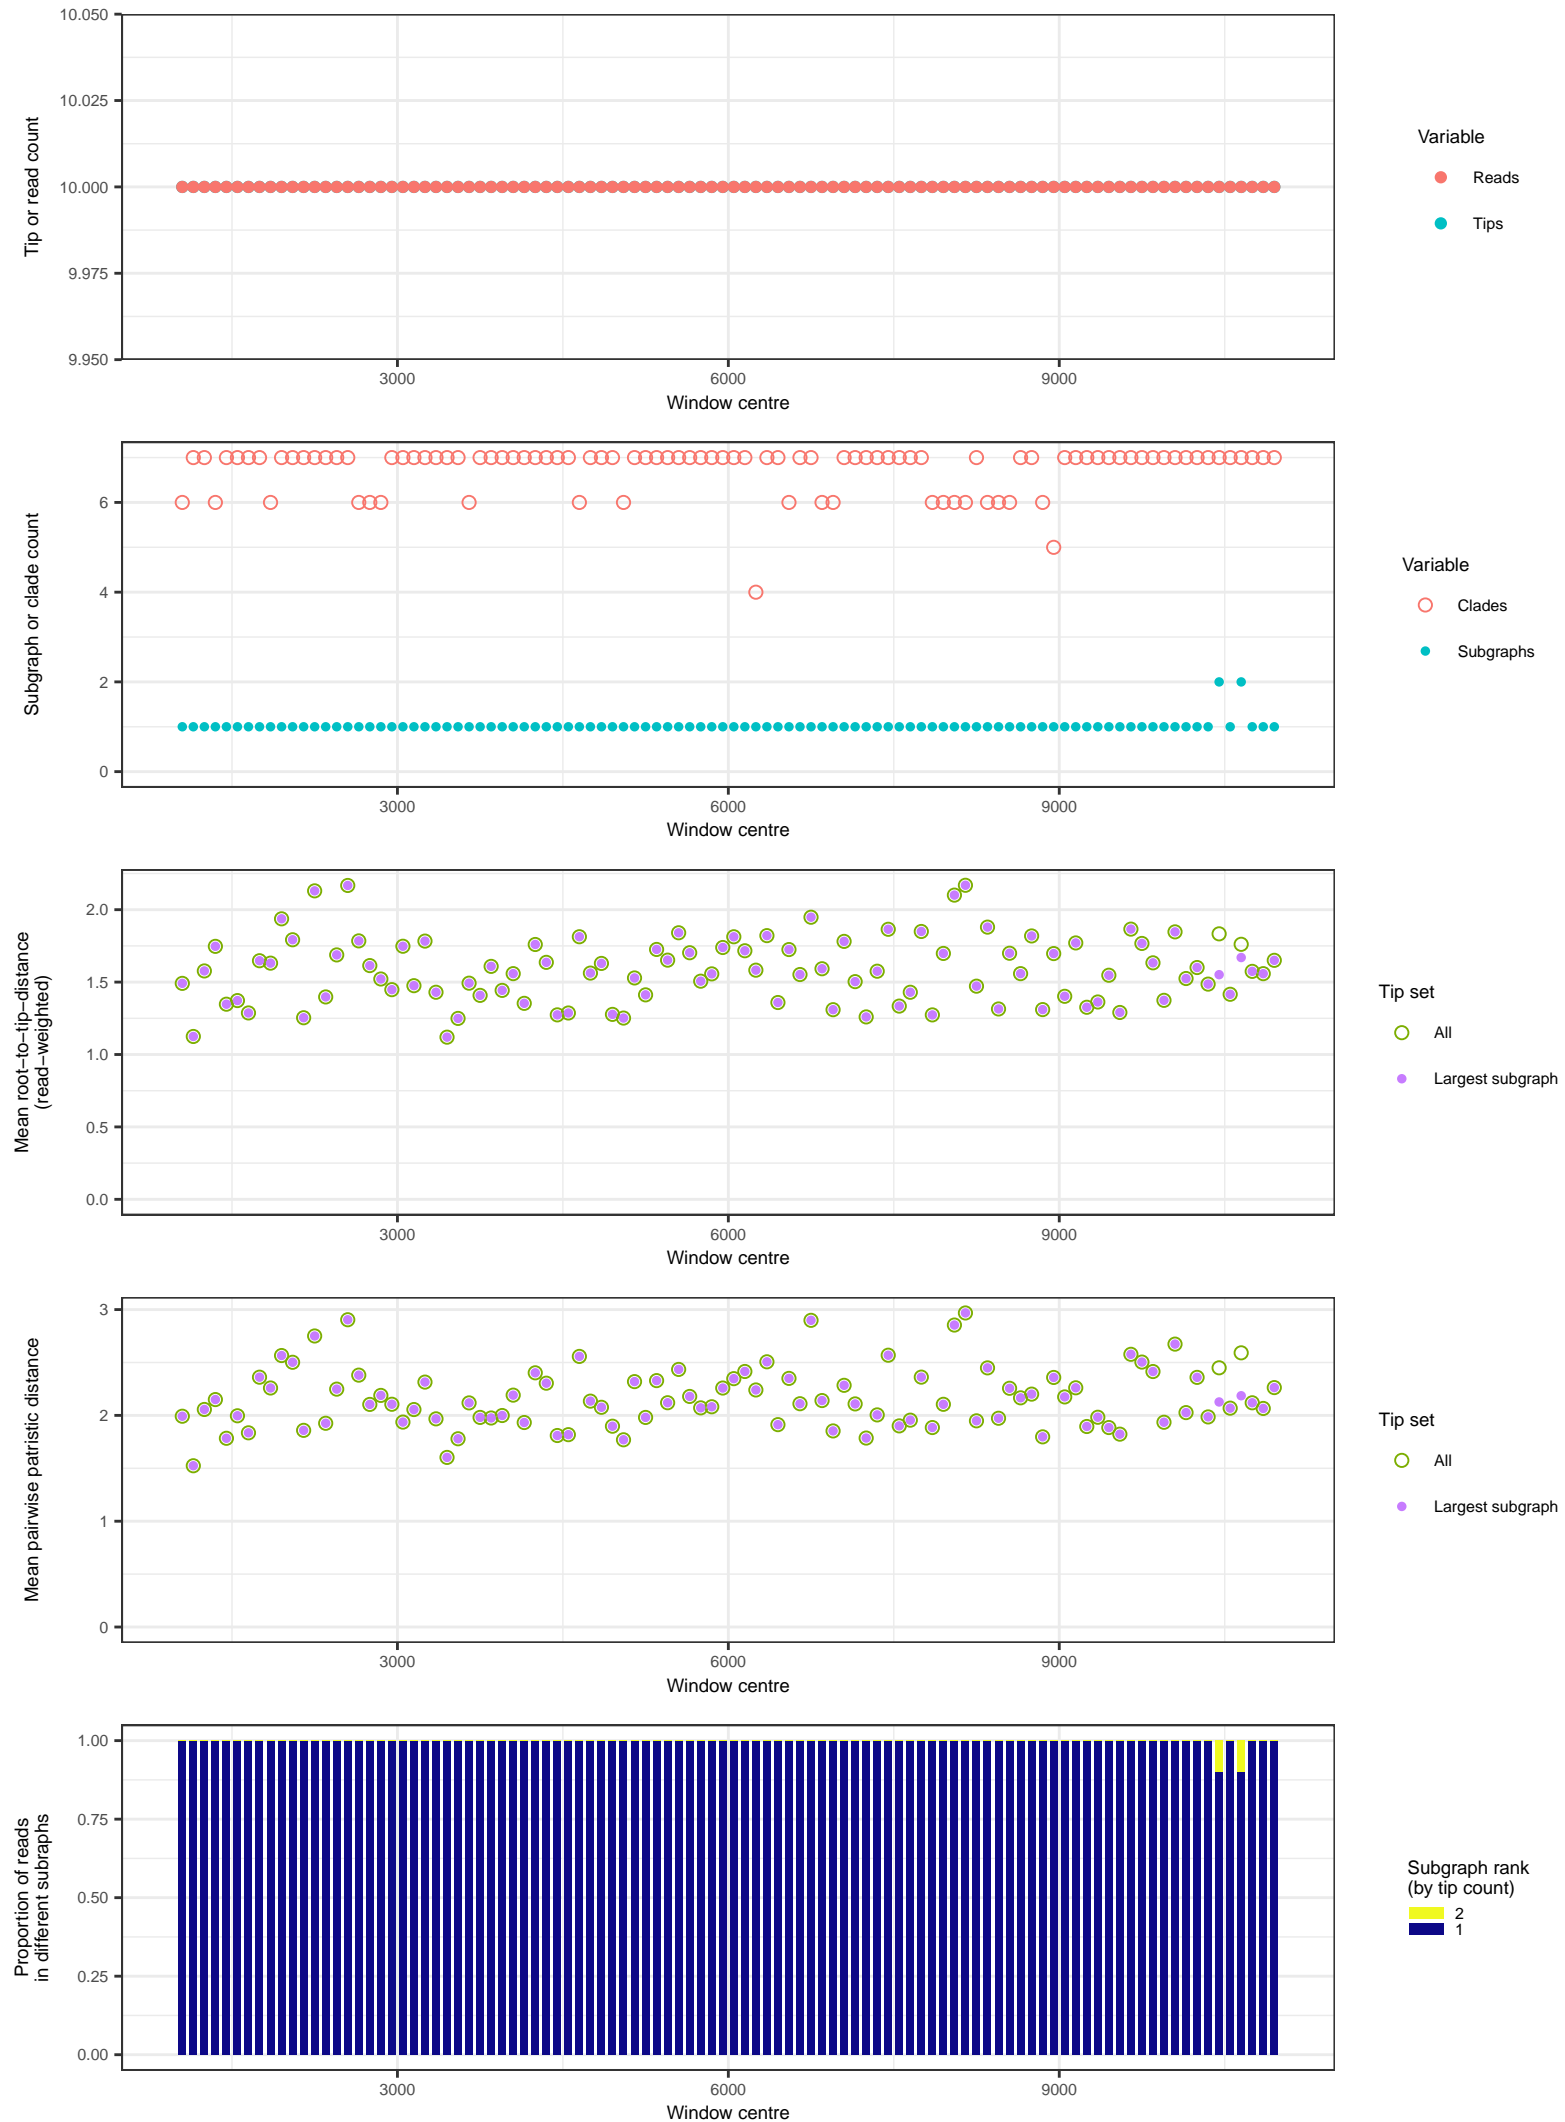 10.050
10.025
10.000
9.975
9.950
Tip or read count
3000
6000
9000
Window centre
Variable
Reads
Tips
6
4
2
0
Subgraph or clade count
3000
6000
9000
Window centre
Variable
Clades
Subgraphs
2.0
1.5
1.0
0.5
0.0
Mean root−to−tip−distance
(read−weighted)
3000
6000
9000
Window centre
Tip set
All
Largest subgraph
3
2
1
0
Mean pairwise patristic distance
3000
6000
9000
Window centre
Tip set
All
Largest subgraph
1.00
0.75
0.50
0.25
0.00
Proportion of reads
in different subraphs
3000
6000
9000
Window centre
Subgraph rank
(by tip count)
2
1